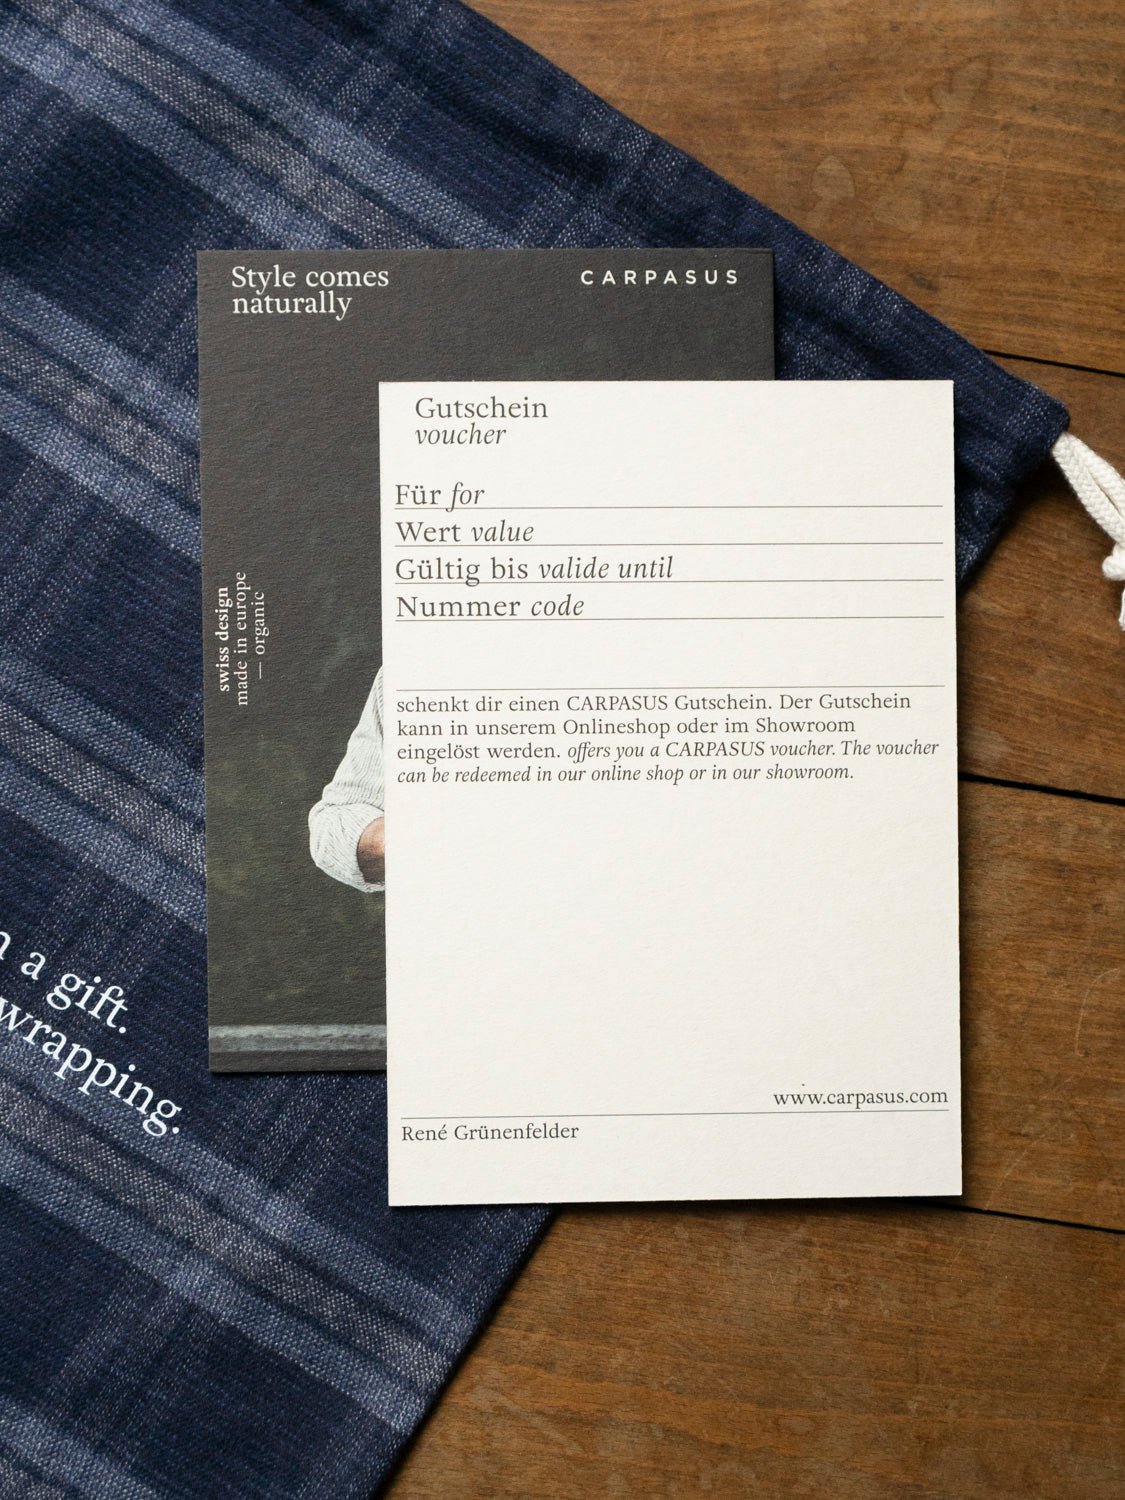 Style comes
naturally
CARPASUS
swiss design
made in europe
— organic
Gutschein
voucher
Für for
Wert value
Gültig bis valide until
Nummer code
schenkt dir einen CARPASUS Gutschein. Der Gutschein
kann in unserem Onlineshop oder im Showroom
eingelöst werden. offers you a CARPASUS voucher. The voucher
can be redeemed in our online shop or in our showroom.
www.carpasus.com
René Grünenfelder
a gift.
wrapping.